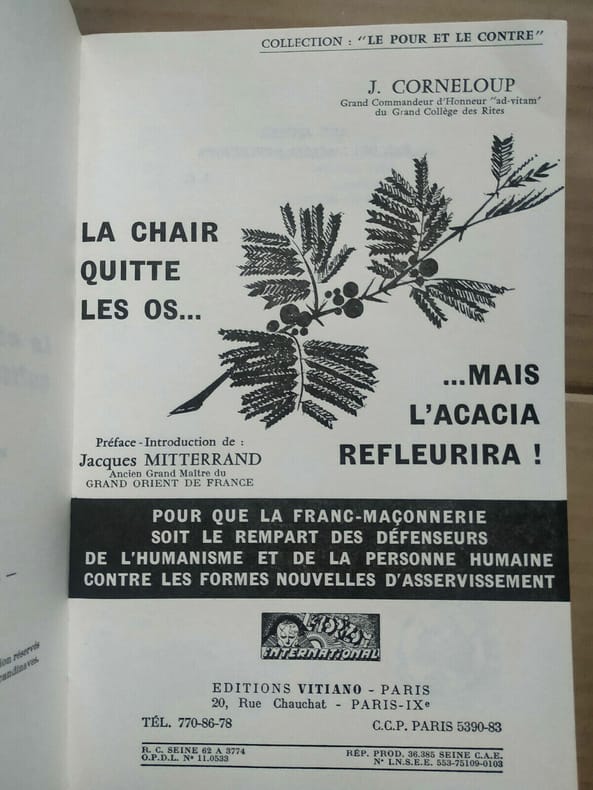 COLLECTION : "LE POUR ET LE CONTRE"
J. CORNELOUP
Grand Commandeur d'Honneur "ad-vitam'
du Grand Collège des Rites
LA CHAIR
QUITTE
LES OS...
...MAIS
L'ACACIA
REFLEURIRA !
Préface - Introduction de :
Jacques MITTERRAND
Ancien Grand Maître du
GRAND ORIENT DE FRANCE
POUR QUE LA FRANC-MAÇONNERIE
SOIT LE REMPART DES DÉFENSEURS
DE L'HUMANISME ET DE LA PERSONNE HUMAINE
CONTRE LES FORMES NOUVELLES D'ASSERVISSEMENT
INTERNATIONAL
EDITIONS VITIANO - PARIS
20, Rue Chauchat - PARIS-IXe
TÉL. 770-86-78 C.C.P. PARIS 5390-83
R. C. SEINE 62 A 3774 RÉP. PROD. 36.385 SEINE C.A.E.
O.P.D.L. N° 11.0533 N° I.N.S.E.E. 553-75109-0103
réservés